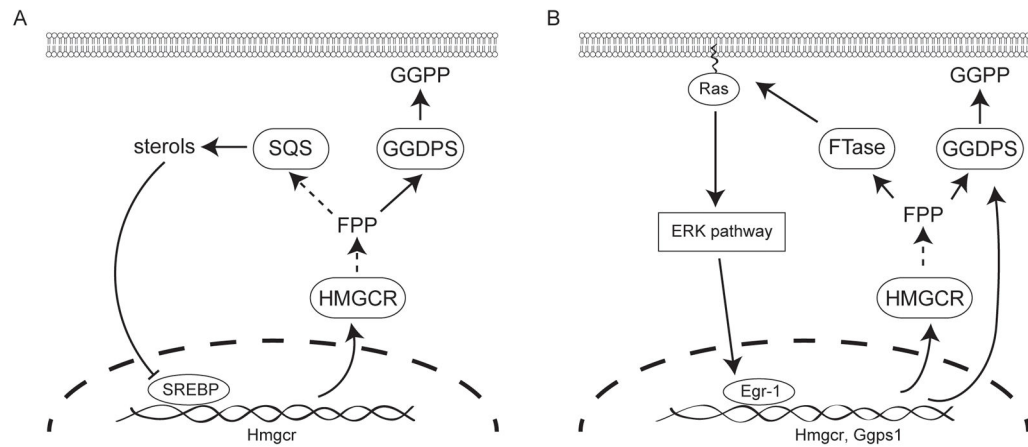 A
GGPP
sterols
SQS
GGDPS
FPP
HMGCR
SREBP
Hmgcr
B
Ras
GGPP
FTase
GGDPS
FPP
ERK pathway
HMGCR
Egr-1
Hmgcr, Ggps1